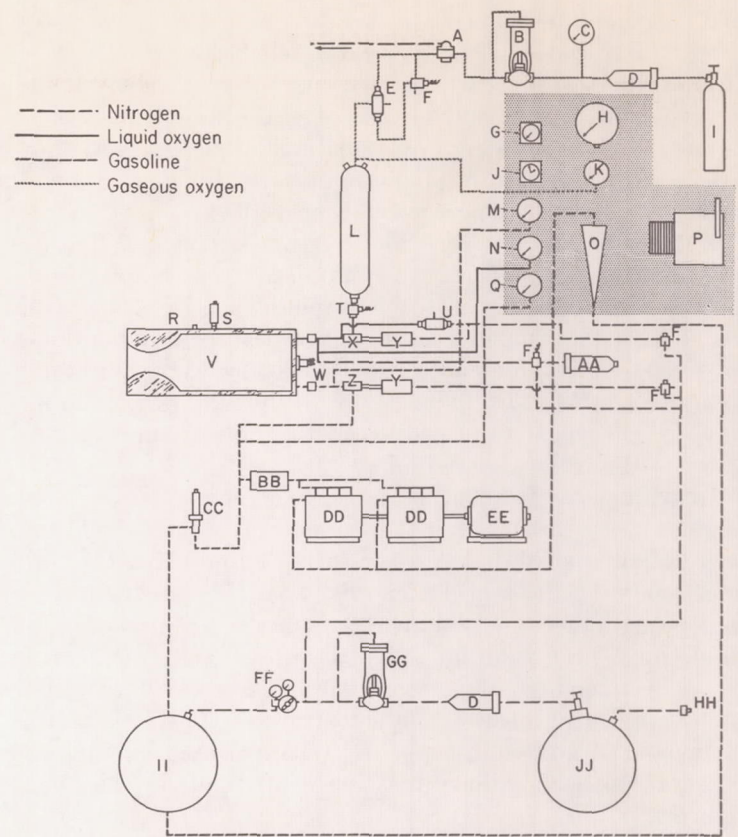 A
B
C
D
E
F
G
H
I
Nitrogen
Liquid oxygen
Gasoline
Gaseous oxygen
J
K
L
M
N
O
P
Q
R
S
T
U
V
W
X
Y
F
F
AA
Z
Y
F
BB
CC
DD
DD
EE
FF
GG
D
HH
II
JJ